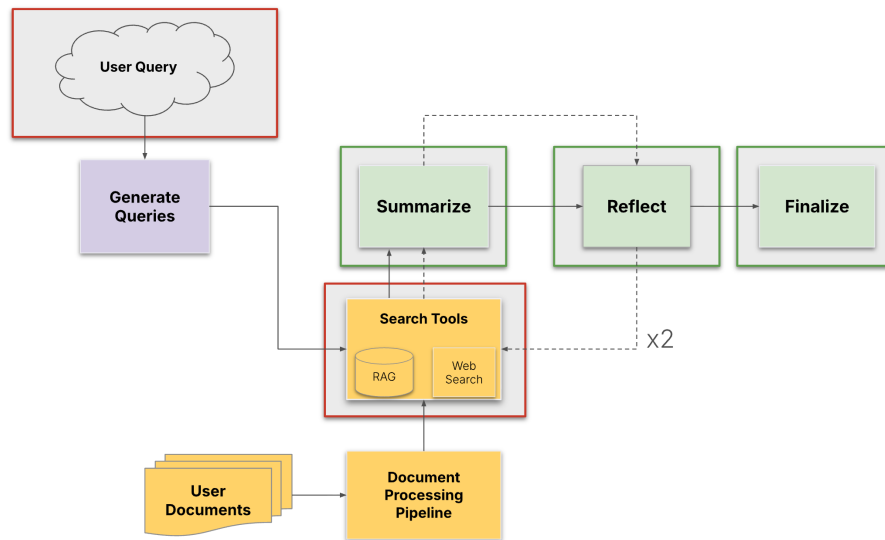 User Query
Generate
Queries
Summarize
Reflect
Finalize
Search Tools
RAG
Web
Search
x2
User
Documents
Document
Processing
Pipeline